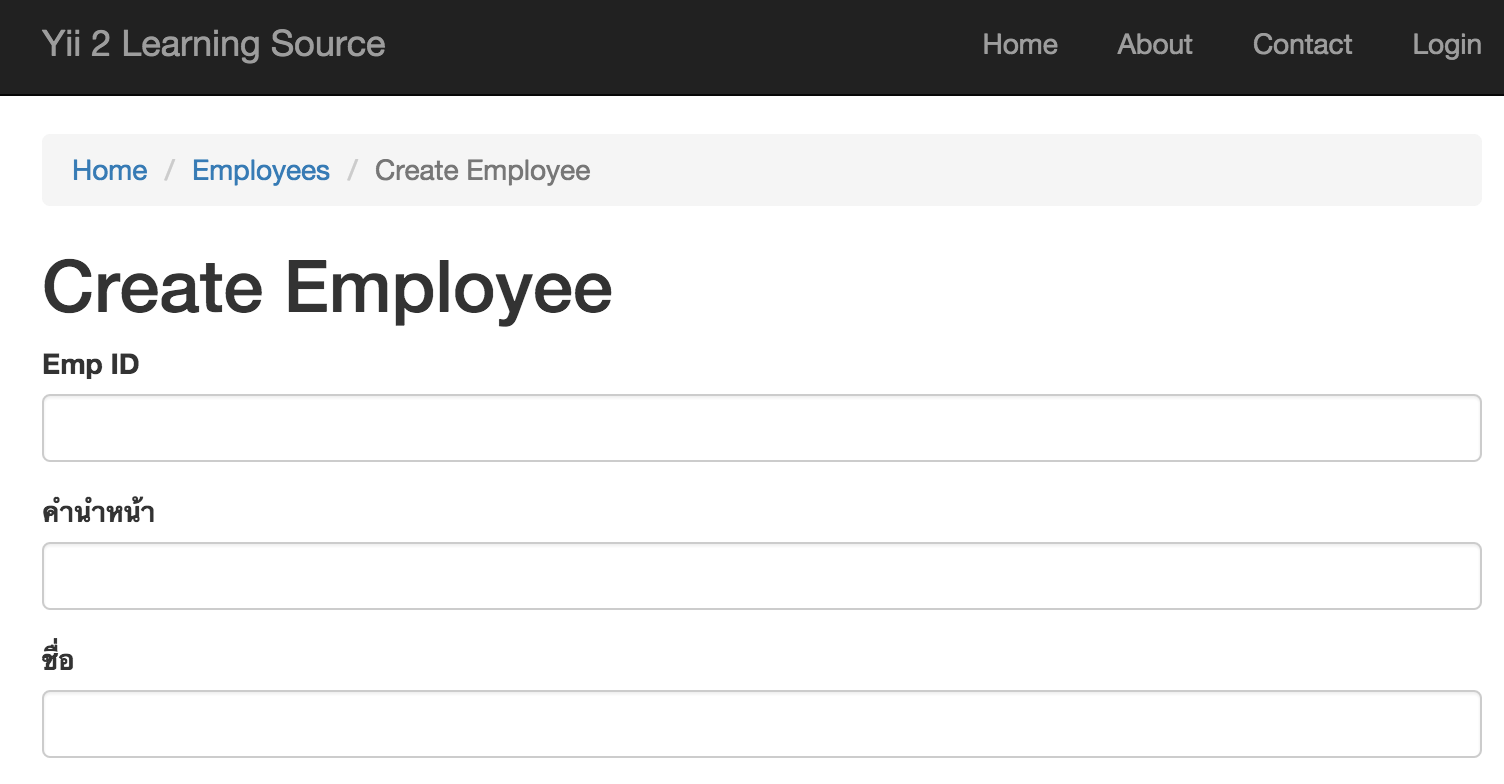 Yii 2 Learning Source Home About Contact Login
Home / Employees / Create Employee
Create Employee
Emp ID
คำนำหน้า
ชื่อ